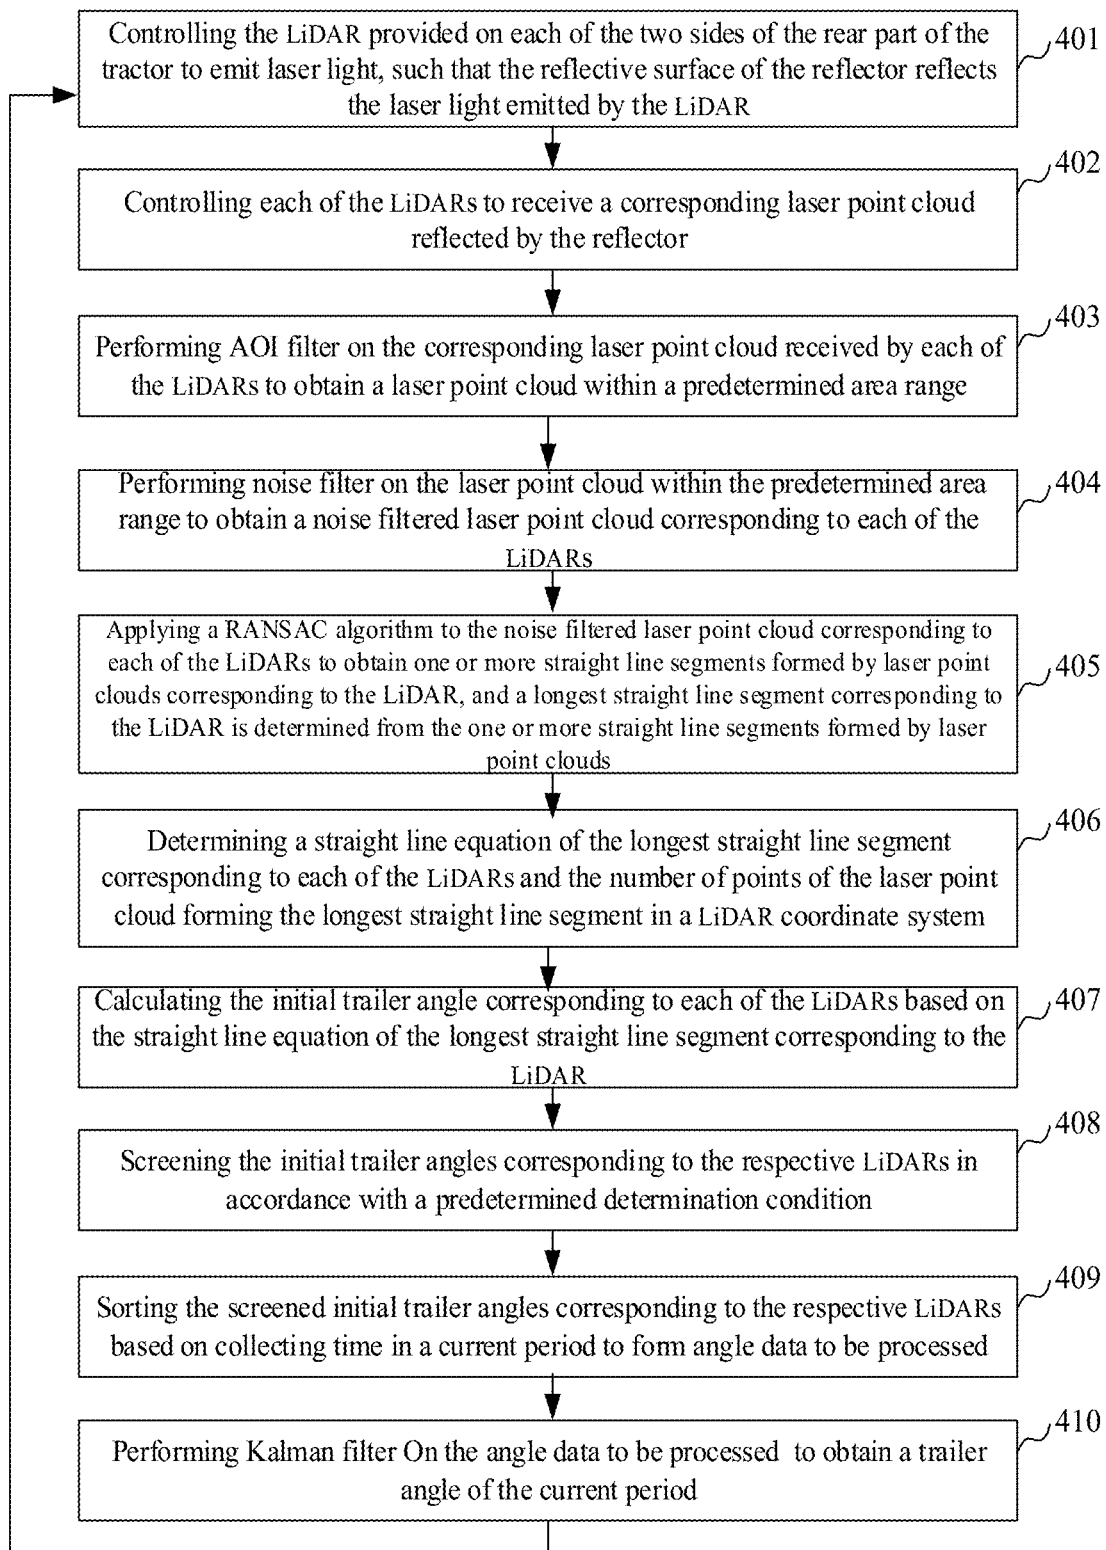 Controlling the LiDAR provided on each of the two sides of the rear part of the
tractor to emit laser light, such that the reflective surface of the reflector reflects
the laser light emitted by the LiDAR
401
Controlling each of the LiDARs to receive a corresponding laser point cloud
reflected by the reflector
402
Performing AOI filter on the corresponding laser point cloud received by each of
the LiDARs to obtain a laser point cloud within a predetermined area range
403
Performing noise filter on the laser point cloud within the predetermined area
range to obtain a noise filtered laser point cloud corresponding to each of the
LiDARs
404
Applying a RANSAC algorithm to the noise filtered laser point cloud corresponding to
each of the LiDARs to obtain one or more straight line segments formed by laser point
clouds corresponding to the LiDAR, and a longest straight line segment corresponding to
the LiDAR is determined from the one or more straight line segments formed by laser
point clouds
405
Determining a straight line equation of the longest straight line segment
corresponding to each of the LiDARs and the number of points of the laser point
cloud forming the longest straight line segment in a LiDAR coordinate system
406
Calculating the initial trailer angle corresponding to each of the LiDARs based on
the straight line equation of the longest straight line segment corresponding to the
LiDAR
407
Screening the initial trailer angles corresponding to the respective LiDARs in
accordance with a predetermined determination condition
408
Sorting the screened initial trailer angles corresponding to the respective LiDARs
based on collecting time in a current period to form angle data to be processed
409
Performing Kalman filter On the angle data to be processed to obtain a trailer
angle of the current period
410